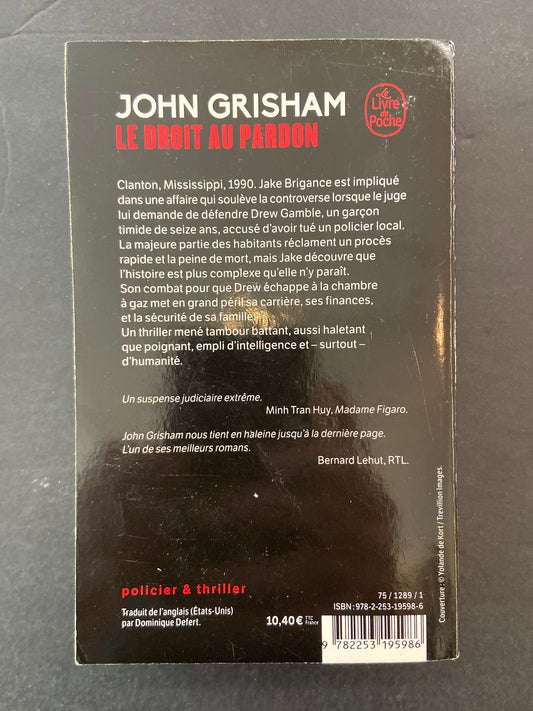 JOHN GRISHAM
LE DROIT AU PARDON
Le
Livre
de
Poche
Clanton, Mississippi, 1990. Jake Brigance est impliqué
dans une affaire qui soulève la controverse lorsque le juge
lui demande de défendre Drew Gamble, un garçon
timide de seize ans, accusé d'avoir tué un policier local.
La majeure partie des habitants réclament un procès
rapide et la peine de mort, mais Jake découvre que
l'histoire est plus complexe qu'elle n'y paraît.
Son combat pour que Drew échappe à la chambre
à gaz met en grand péril sa carrière, ses finances,
et la sécurité de sa famille.
Un thriller mené tambour battant, aussi haletant
que poignant, empli d'intelligence et – surtout –
d'humanité.
Un suspense judiciaire extrême.
Minh Tran Huy, Madame Figaro.
John Grisham nous tient en haleine jusqu'à la dernière page.
L'un de ses meilleurs romans.
Bernard Lehut, RTL.
Couverture : © Yolande de Kort / Trevillion Images.
policier & thriller
Traduit de l'anglais (États-Unis)
par Dominique Defert.
10,40 € TTC
France
75 / 1289 / 1
ISBN : 978-2-253-19598-6
9 782253 195986